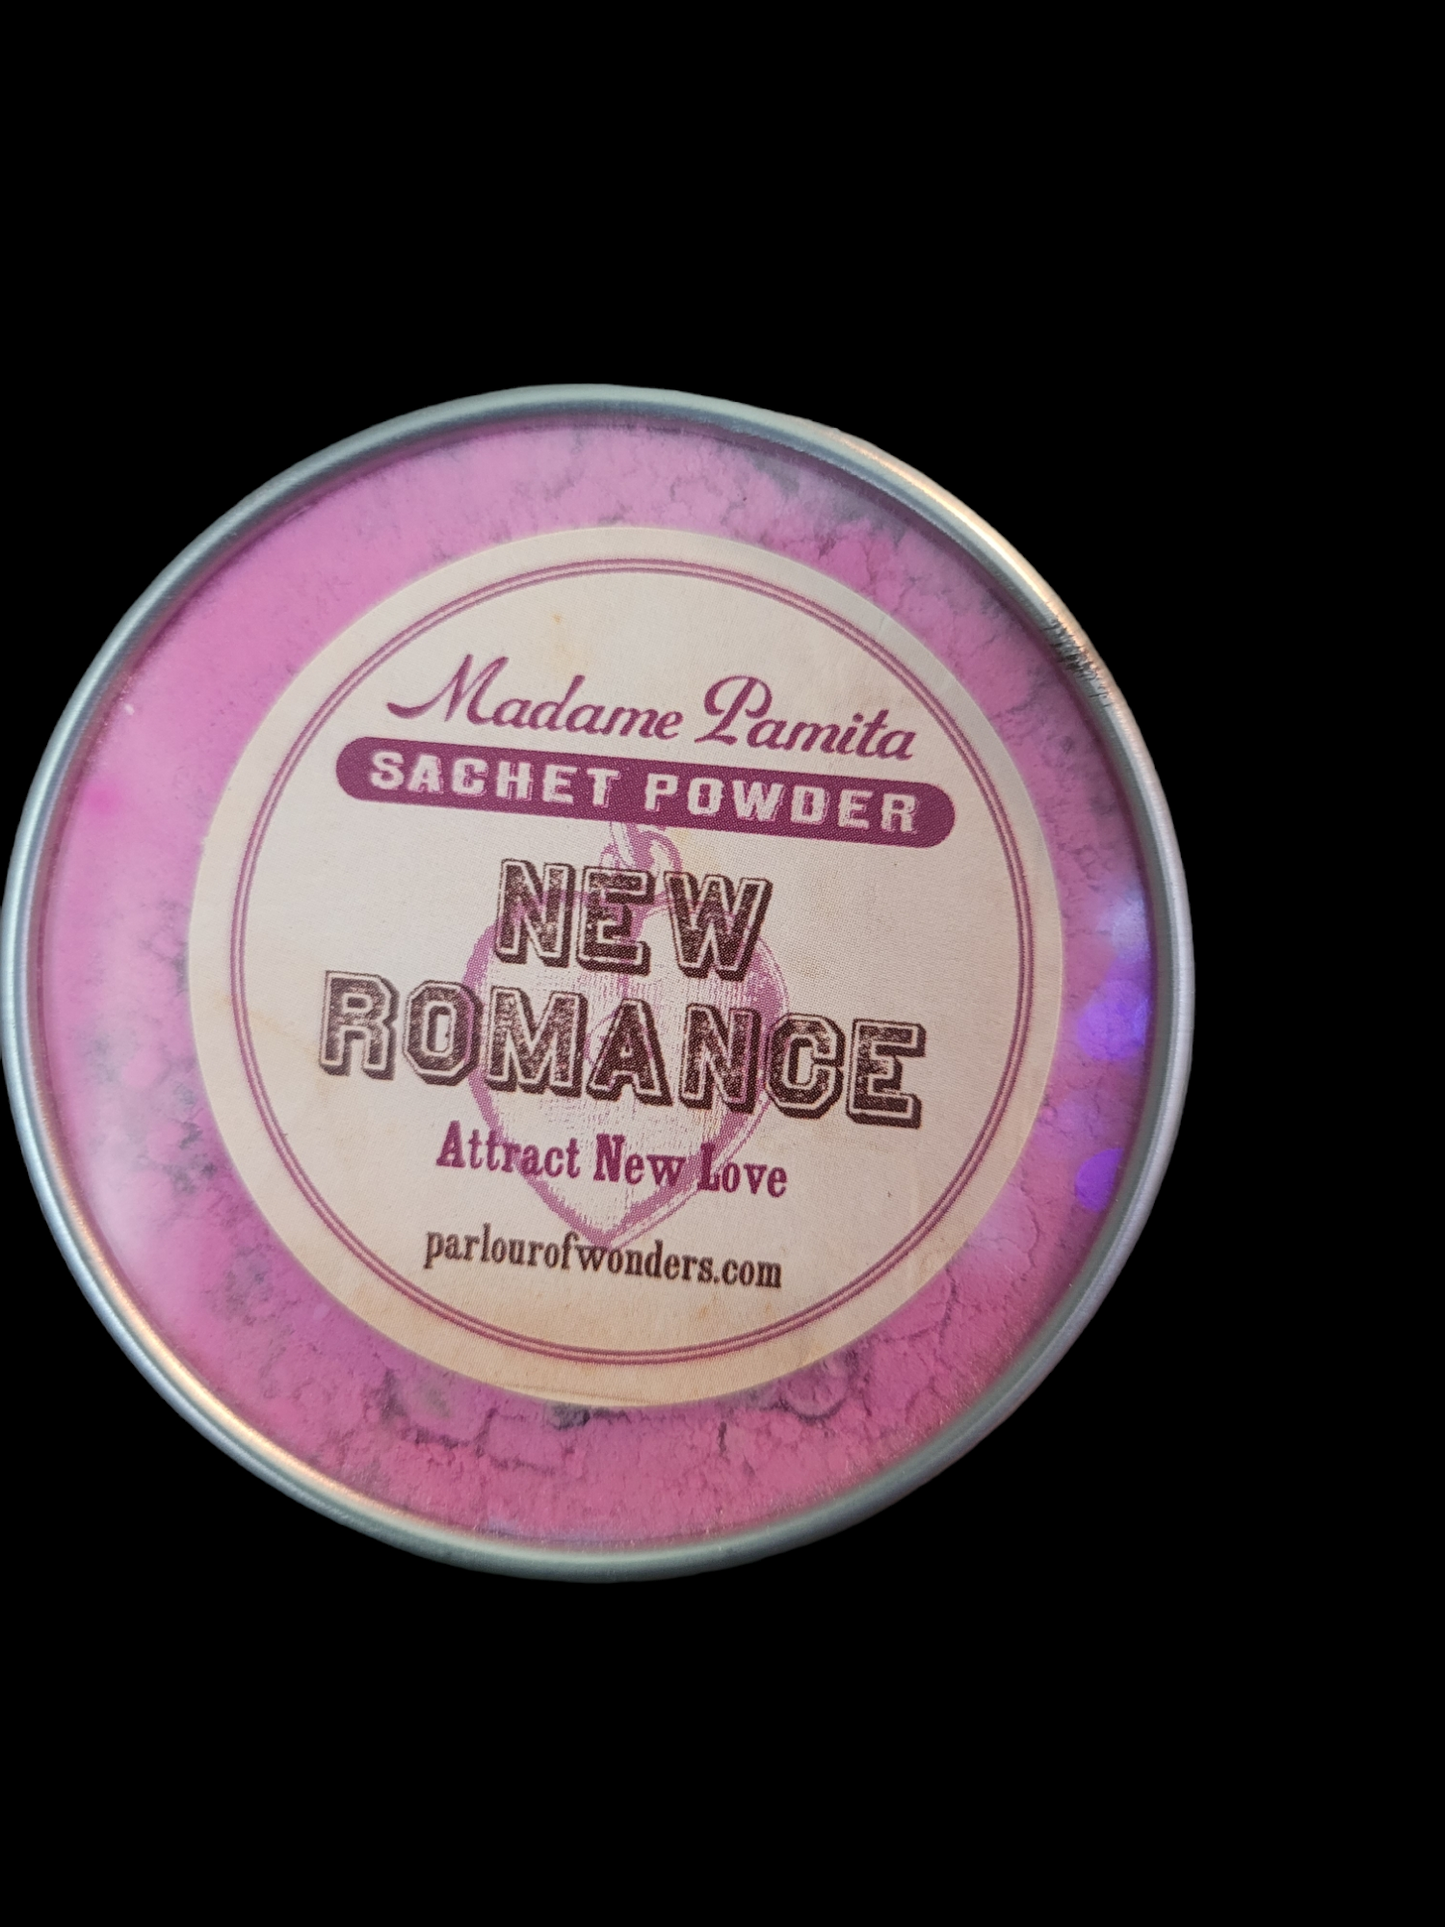 Madame Pamita
SACHET POWDER
NEW
ROMANCE
Attract New Love
parlourofwonders.com